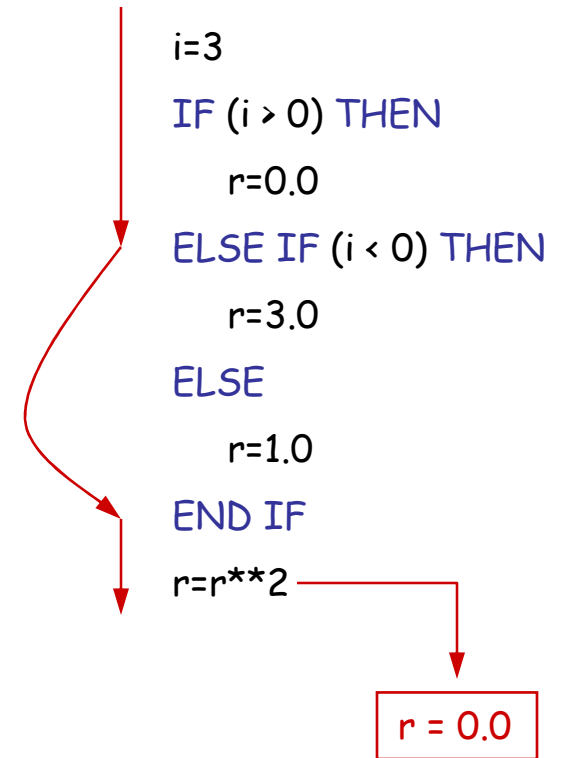 i=3
IF (i > 0) THEN
r=0.0
ELSE IF (i < 0) THEN
r=3.0
ELSE
r=1.0
END IF
r=r**2
r = 0.0